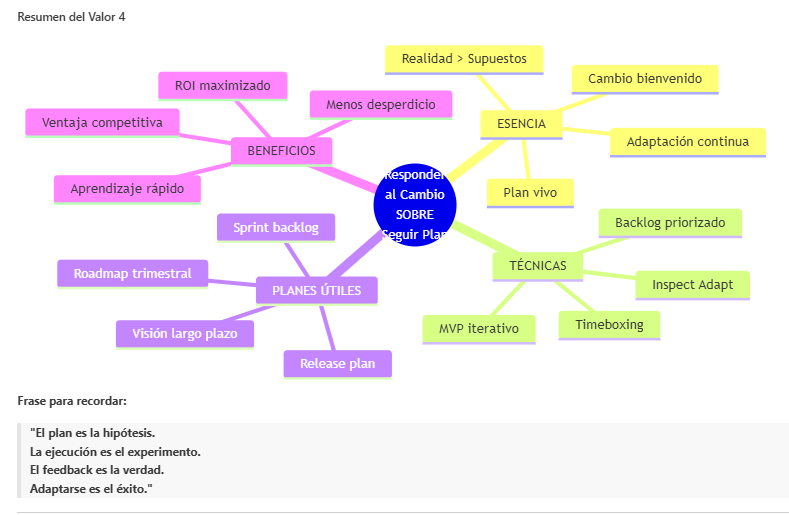 Resumen del Valor 4
Realidad > Supuestos
Cambio bienvenido
ESENCIA
Adaptación continua
Plan vivo
ROI maximizado
Menos desperdicio
Ventaja competitiva
BENEFICIOS
Aprendizaje rápido
Responder
al Cambio
SOBRE
Seguir Plan
Sprint backlog
Roadmap trimestral
PLANES ÚTILES
Visión largo plazo
Release plan
Backlog priorizado
TÉCNICAS
Inspect Adapt
MVP iterativo
Timeboxing
Frase para recordar:
"El plan es la hipótesis.
La ejecución es el experimento.
El feedback es la verdad.
Adaptarse es el éxito."